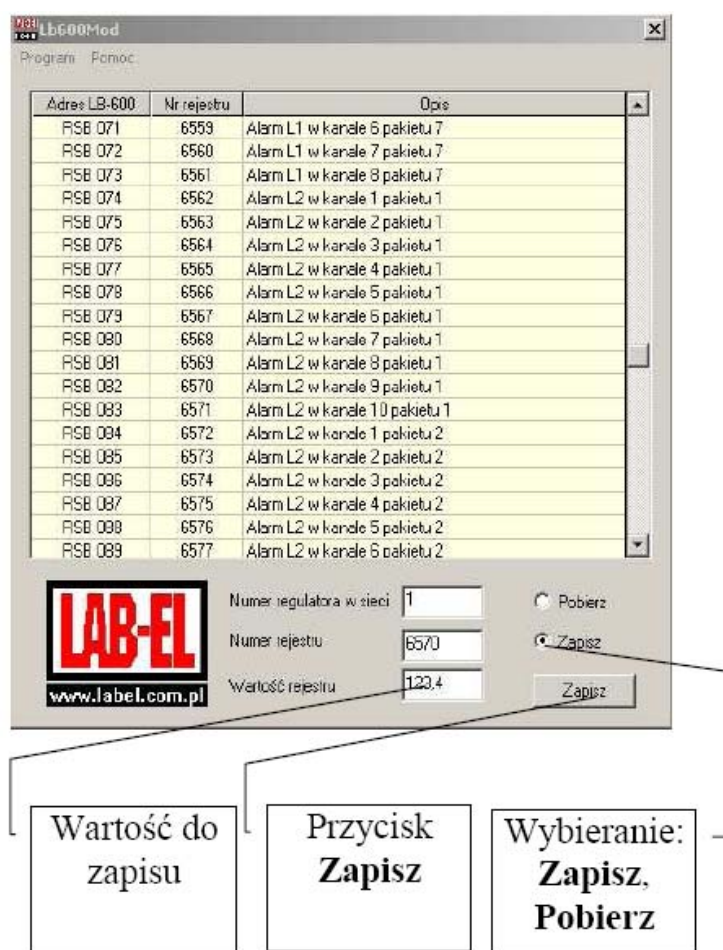 LABEL Lb600Mod
Program Pomoc
Adres LB-600 Nr rejestru Opis
RSB 071 6559 Alarm L1 w kanale 6 pakietu 7
RSB 072 6560 Alarm L1 w kanale 7 pakietu 7
RSB 073 6561 Alarm L1 w kanale 8 pakietu 7
RSB 074 6562 Alarm L2 w kanale 1 pakietu 1
RSB 075 6563 Alarm L2 w kanale 2 pakietu 1
RSB 076 6564 Alarm L2 w kanale 3 pakietu 1
RSB 077 6565 Alarm L2 w kanale 4 pakietu 1
RSB 078 6566 Alarm L2 w kanale 5 pakietu 1
RSB 079 6567 Alarm L2 w kanale 6 pakietu 1
RSB 080 6568 Alarm L2 w kanale 7 pakietu 1
RSB 081 6569 Alarm L2 w kanale 8 pakietu 1
RSB 082 6570 Alarm L2 w kanale 9 pakietu 1
RSB 083 6571 Alarm L2 w kanale 10 pakietu 1
RSB 084 6572 Alarm L2 w kanale 1 pakietu 2
RSB 085 6573 Alarm L2 w kanale 2 pakietu 2
RSB 086 6574 Alarm L2 w kanale 3 pakietu 2
RSB 087 6575 Alarm L2 w kanale 4 pakietu 2
RSB 088 6576 Alarm L2 w kanale 5 pakietu 2
RSB 089 6577 Alarm L2 w kanale 6 pakietu 2
LAB-EL
www.label.com.pl
Numer regulatora w sieci 1 Pobierz
Numer rejestru 6570 Zapisz
Wartość rejestru 123,4 Zapisz
Wartość do
zapisu
Przycisk
Zapisz
Wybieranie:
Zapisz,
Pobierz